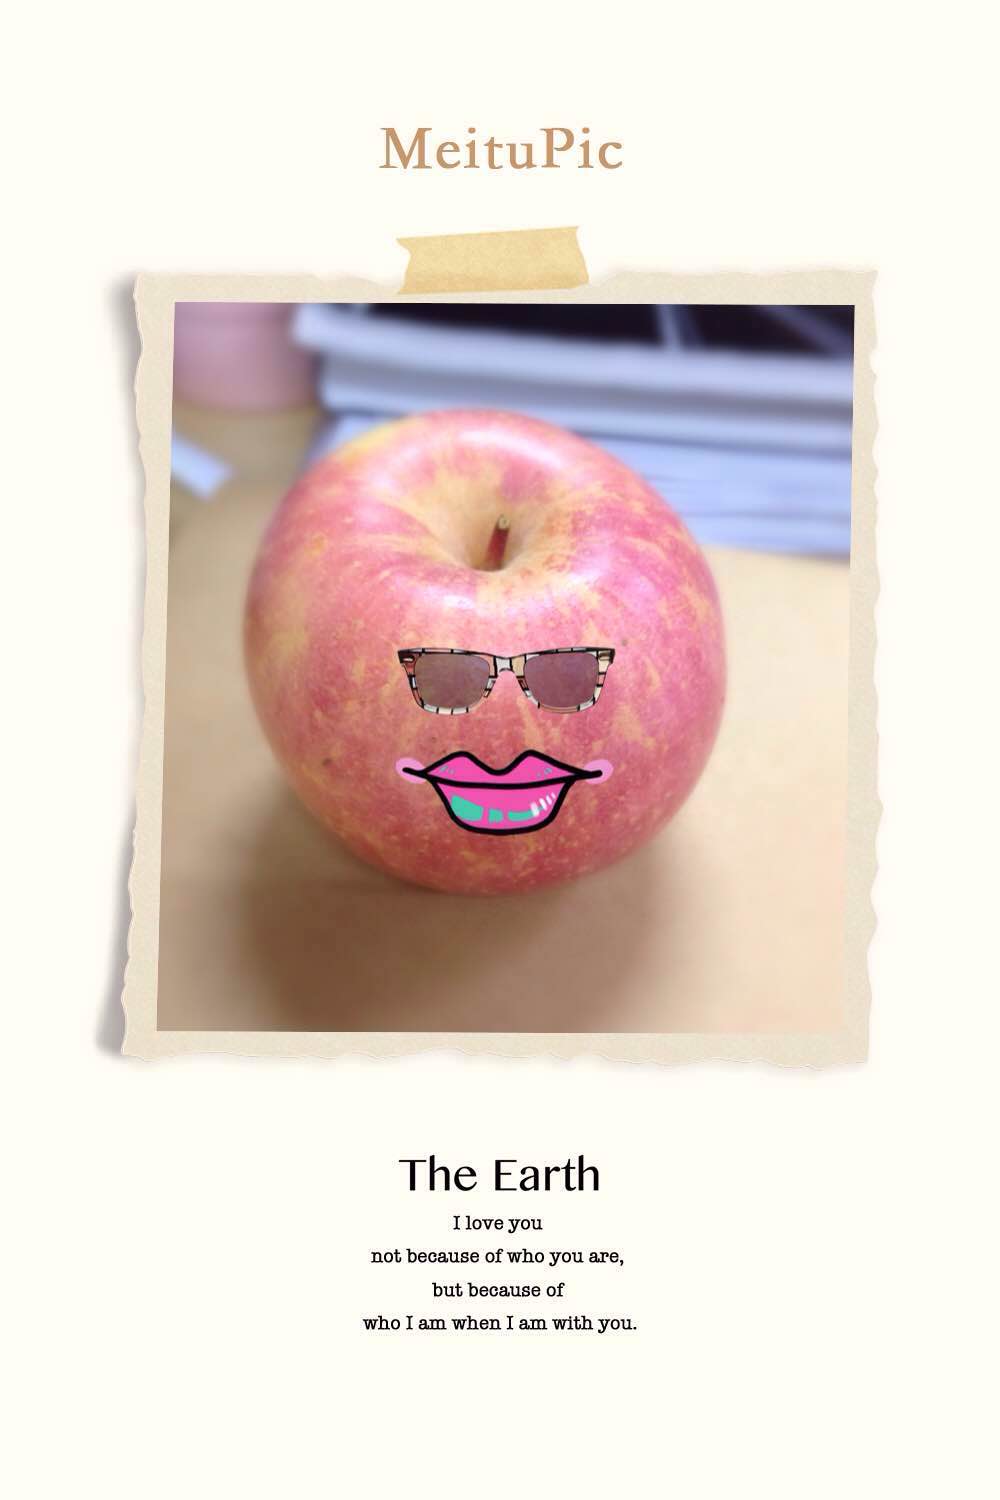 MeituPic
The Earth
I love you
not because of who you are,
but because of
who I am when I am with you.